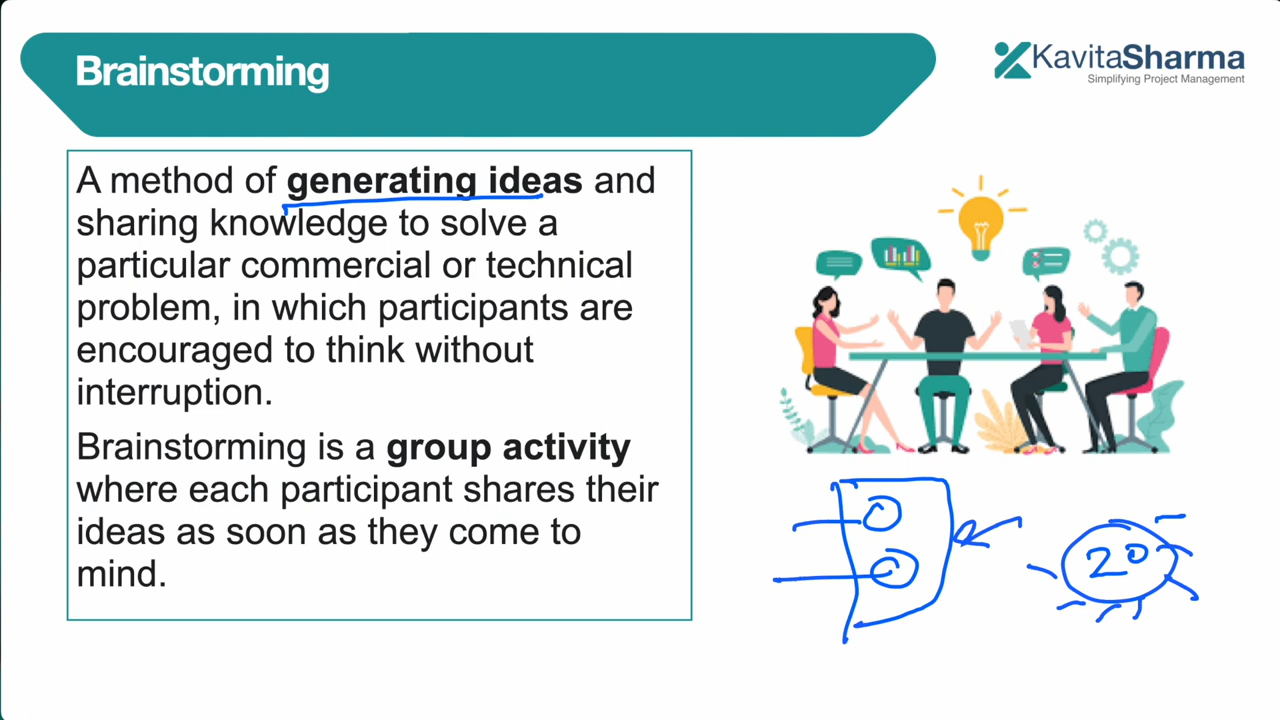 Brainstorming
KavitaSharma
Simplifying Project Management
A method of generating ideas and
sharing knowledge to solve a
particular commercial or technical
problem, in which participants are
encouraged to think without
interruption.
Brainstorming is a group activity
where each participant shares their
ideas as soon as they come to
mind.
20